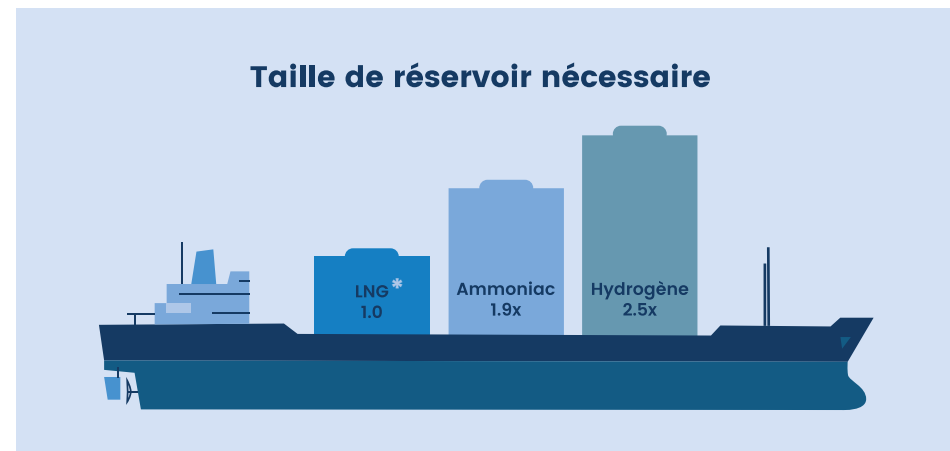 Taille de réservoir nécessaire
LNG*
1.0
Ammoniac
1.9x
Hydrogène
2.5x